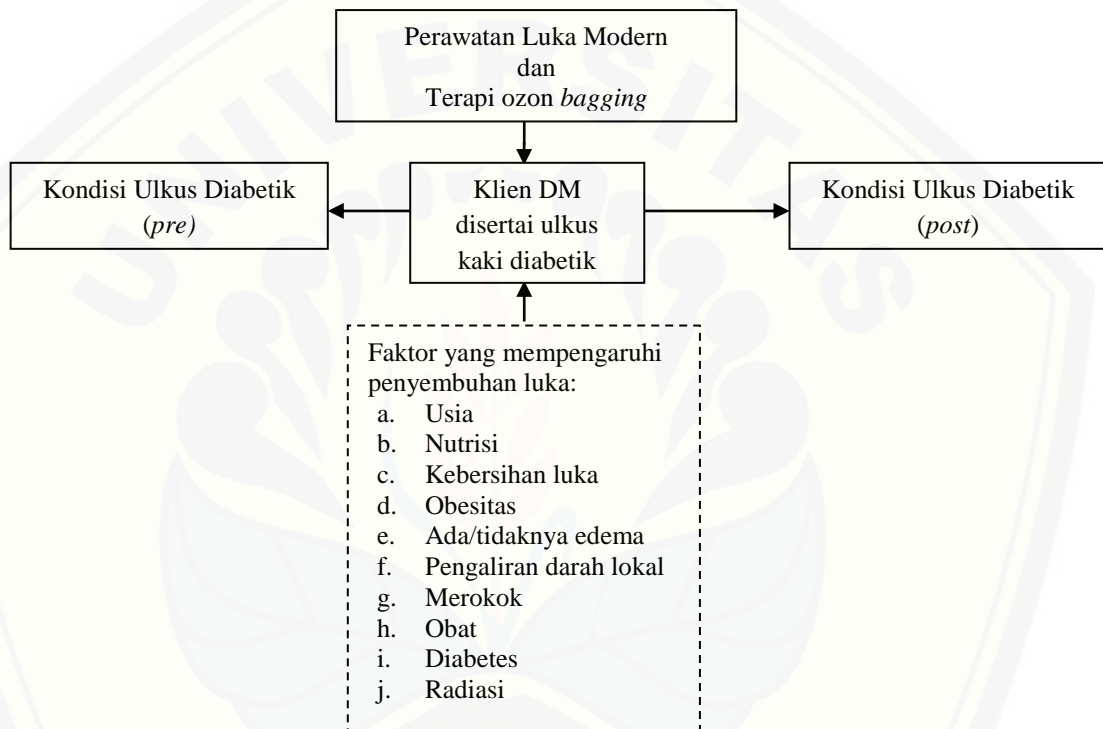 Perawatan Luka Modern
dan
Terapi ozon bagging
Kondisi Ulkus Diabetik
(pre)
Klien DM
disertai ulkus
kaki diabetik
Kondisi Ulkus Diabetik
(post)
Faktor yang mempengaruhi
penyembuhan luka:
a. Usia
b. Nutrisi
c. Kebersihan luka
d. Obesitas
e. Ada/tidaknya edema
f. Pengaliran darah lokal
g. Merokok
h. Obat
i. Diabetes
j. Radiasi
UNIVERSITAS